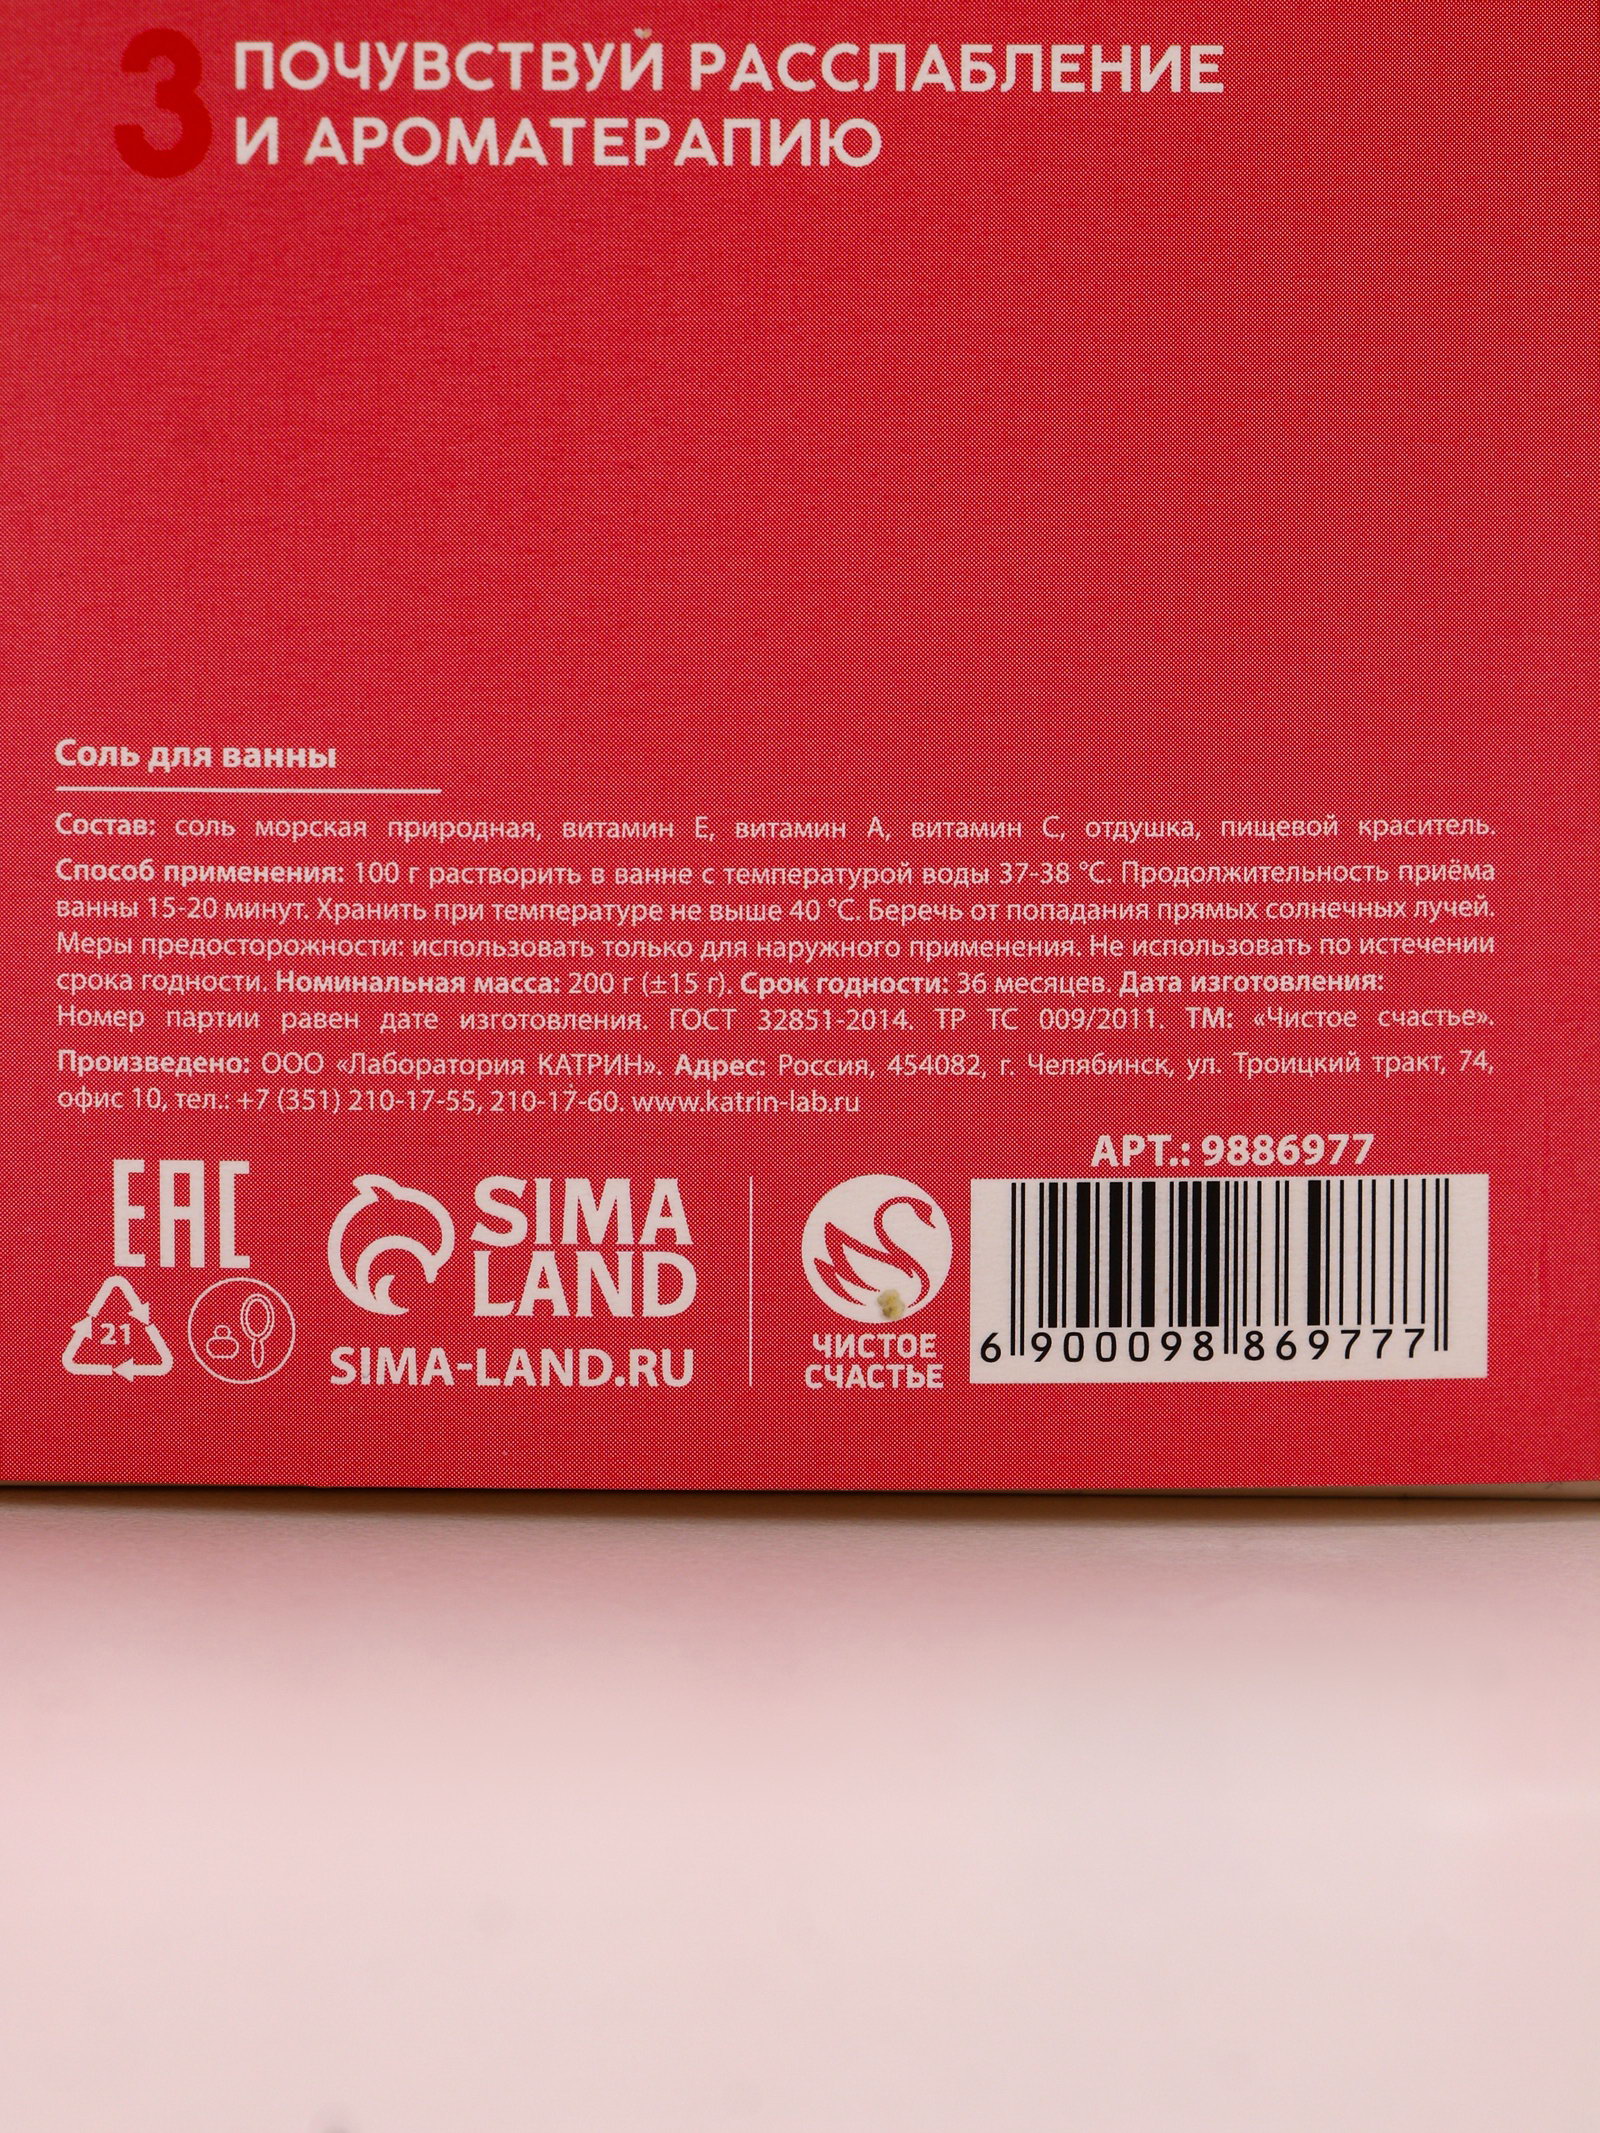 3 ПОЧУВСТВУЙ РАССЛАБЛЕНИЕ
И АРОМАТЕРАПИЮ
Соль для ванны
Состав: соль морская природная, витамин Е, витамин А, витамин С, отдушка, пищевой краситель.
Способ применения: 100 г растворить в ванне с температурой воды 37-38 °С. Продолжительность приёма
ванны 15-20 минут. Хранить при температуре не выше 40 °С. Беречь от попадания прямых солнечных лучей.
Меры предосторожности: использовать только для наружного применения. Не использовать по истечении
срока годности. Номинальная масса: 200 г (±15 г). Срок годности: 36 месяцев. Дата изготовления:
Номер партии равен дате изготовления. ГОСТ 32851-2014. ТР ТС 009/2011. ТМ: «Чистое счастье».
Произведено: ООО «Лаборатория КАТРИН». Адрес: Россия, 454082, г. Челябинск, ул. Троицкий тракт, 74,
офис 10, тел.: +7 (351) 210-17-55, 210-17-60. www.katrin-lab.ru
АРТ.: 9886977
EAC
21
SIMA
LAND
SIMA-LAND.RU
ЧИСТОЕ
СЧАСТЬЕ
6 900098 869777